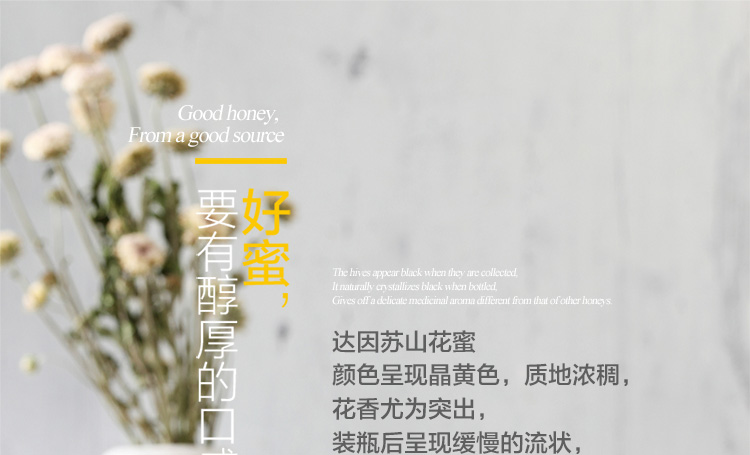 Good honey,
From a good source
好蜜，
要有醇厚的口
The hives appear black when they are collected,
It naturally crystallizes black when bottled,
Gives off a delicate medicinal aroma different from that of other honeys.
达因苏山花蜜
颜色呈现晶黄色，质地浓稠，
花香尤为突出，
装瓶后呈现缓慢的流状，